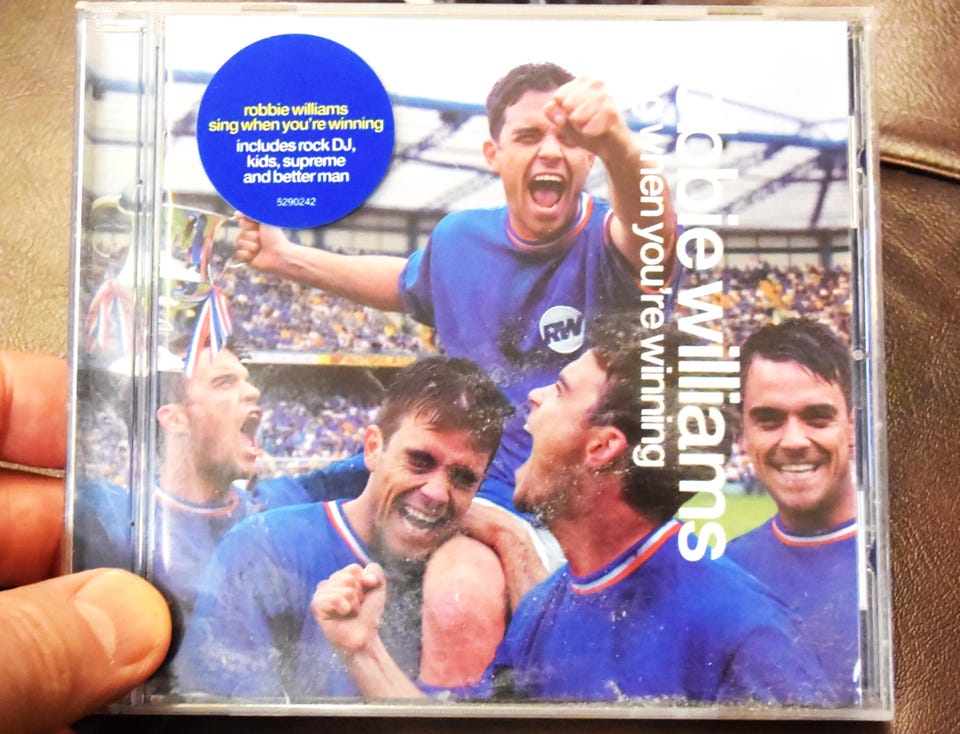 robbie williams
sing when you're winning
includes rock DJ,
kids, supreme
and better man
5290242
robbie williams
when you're winning
RW